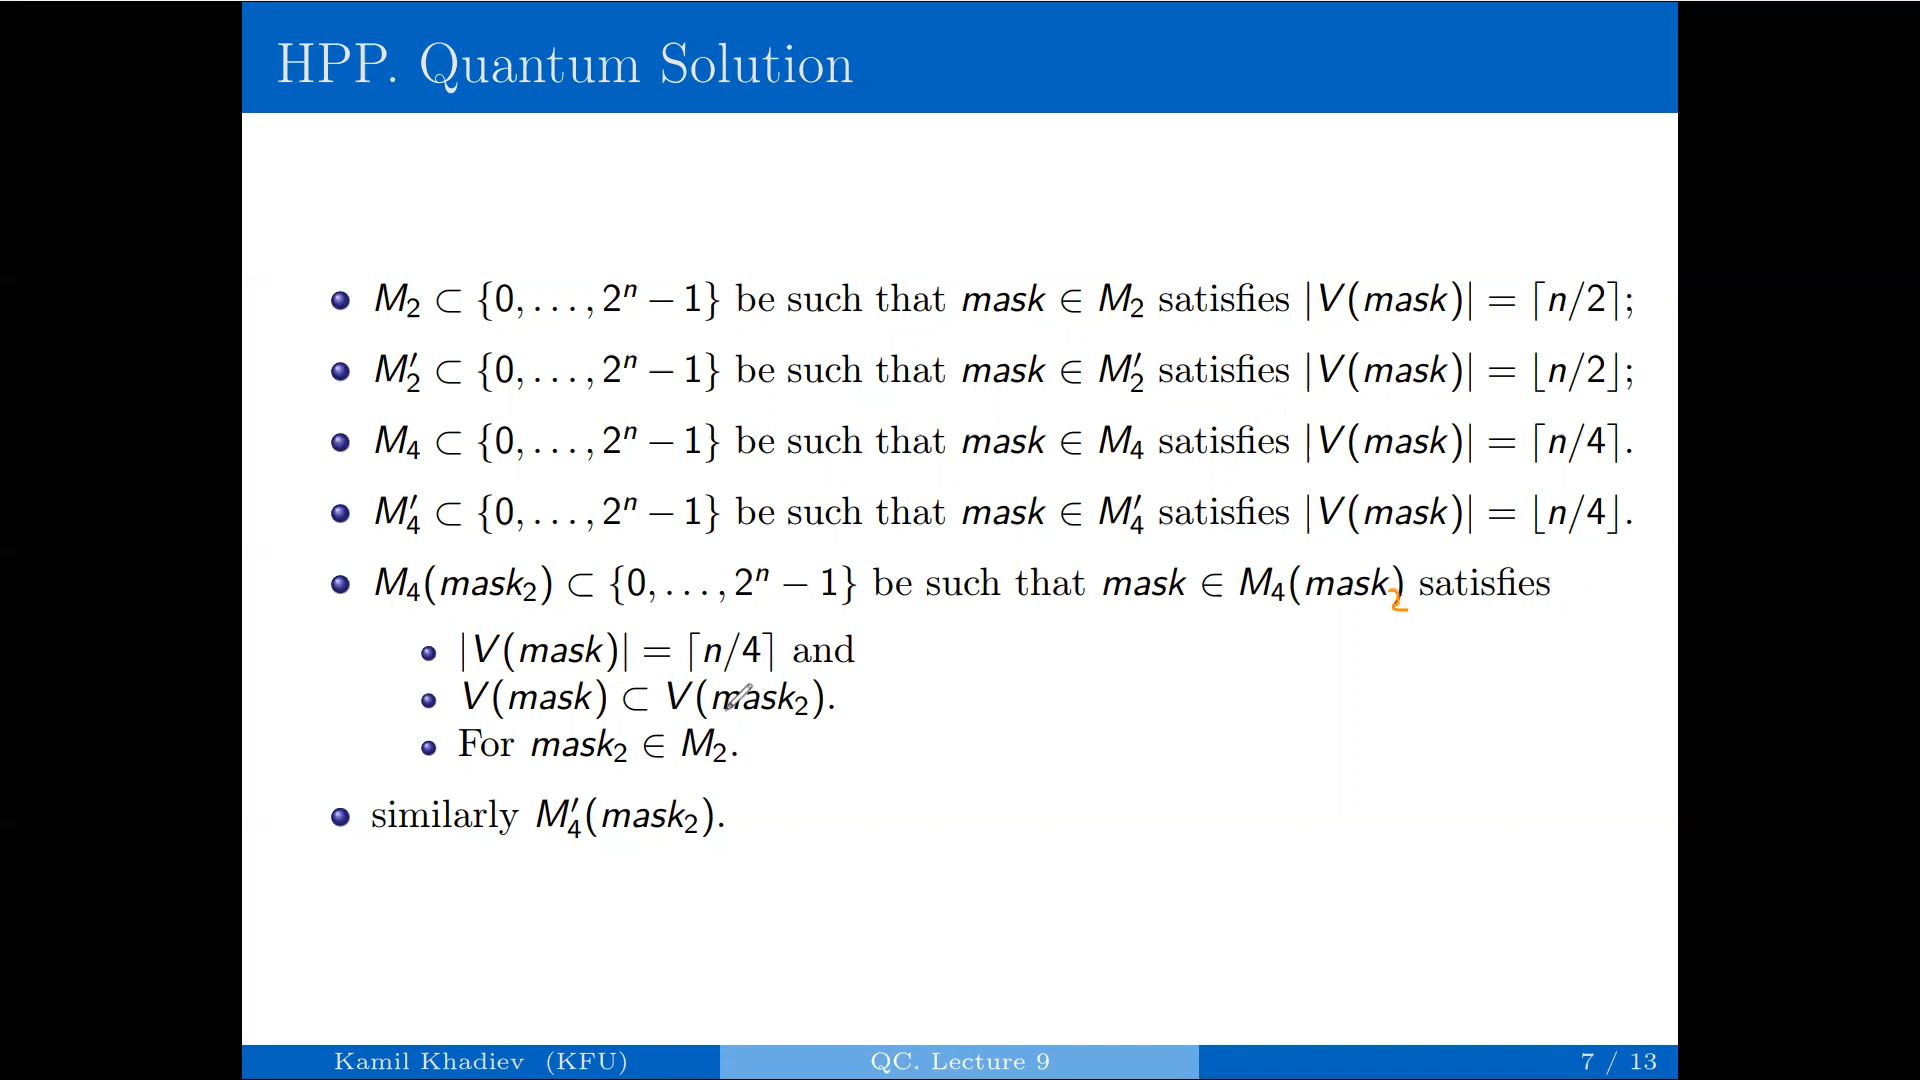 HPP. Quantum Solution
M₂ ⊂ {0, . . . , 2ⁿ − 1} be such that mask ∈ M₂ satisfies |V(mask)| = ⌈n/2⌉;
M′₂ ⊂ {0, . . . , 2ⁿ − 1} be such that mask ∈ M′₂ satisfies |V(mask)| = ⌊n/2⌋;
M₄ ⊂ {0, . . . , 2ⁿ − 1} be such that mask ∈ M₄ satisfies |V(mask)| = ⌈n/4⌉.
M′₄ ⊂ {0, . . . , 2ⁿ − 1} be such that mask ∈ M′₄ satisfies |V(mask)| = ⌊n/4⌋.
M₄(mask₂) ⊂ {0, . . . , 2ⁿ − 1} be such that mask ∈ M₄(mask₂) satisfies
|V(mask)| = ⌈n/4⌉ and
V(mask) ⊂ V(mask₂).
For mask₂ ∈ M₂.
similarly M′₄(mask₂).
Kamil Khadiev (KFU) QC. Lecture 9 7 / 13